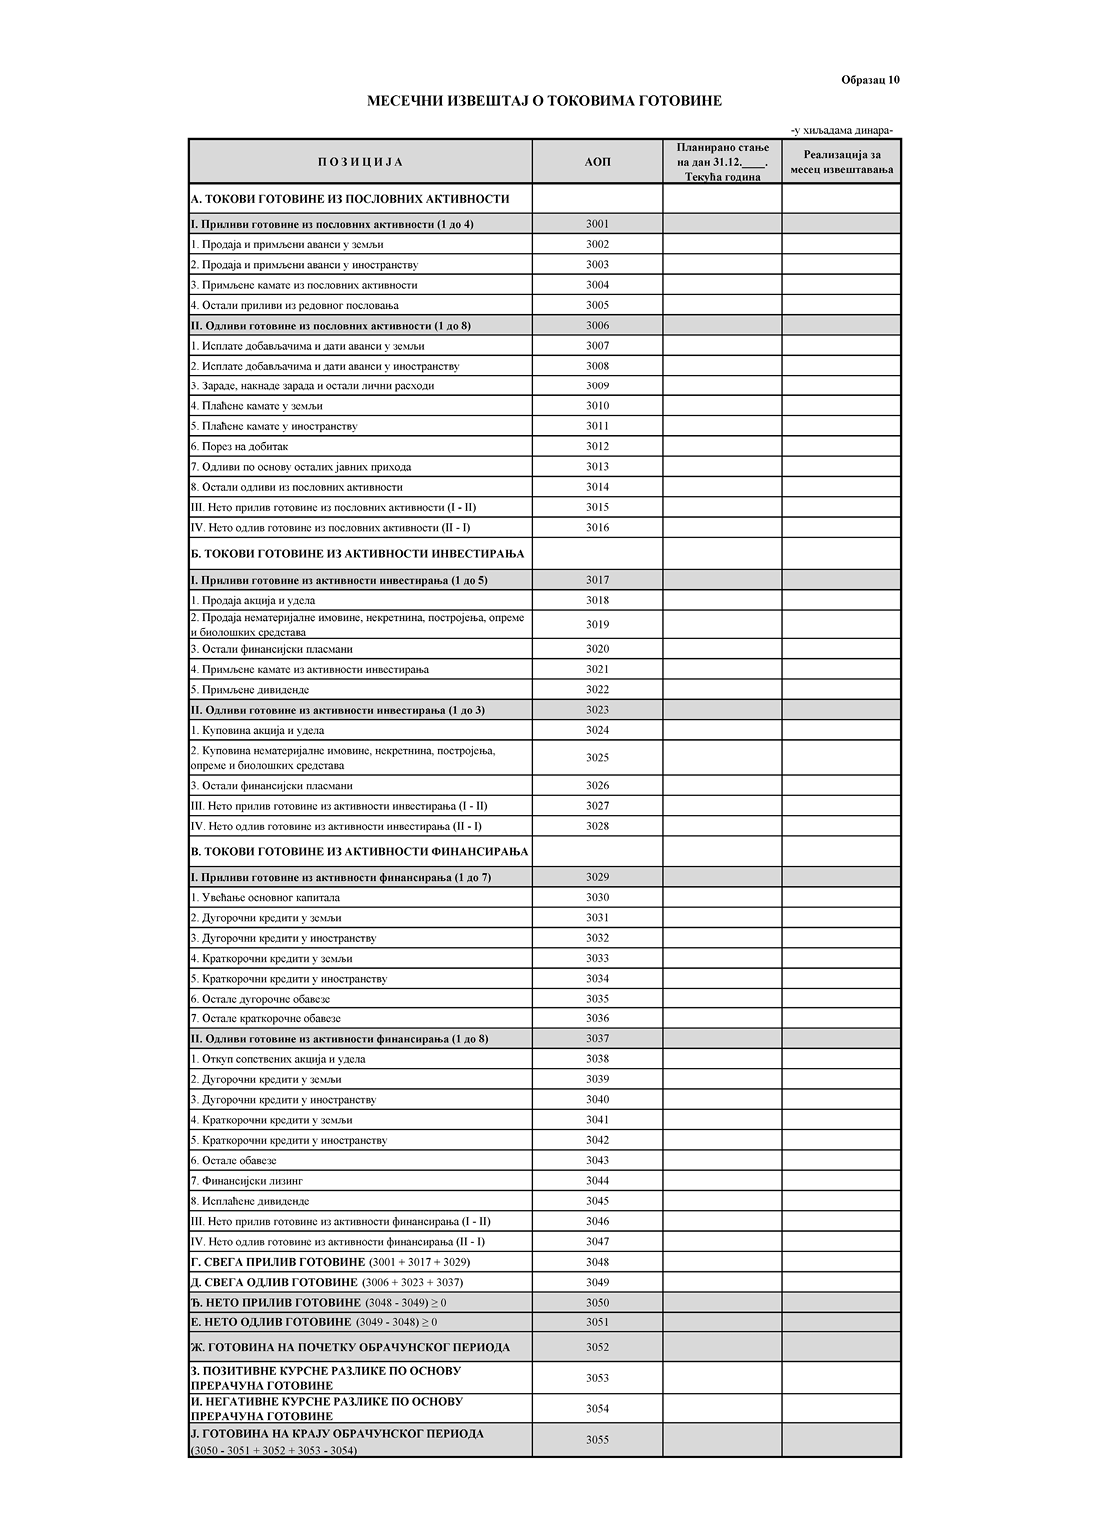 Образац 10
МЕСЕЧНИ ИЗВЕШТАЈ О ТОКОВИМА ГОТОВИНЕ
-у хиљадама динара-
П О З И Ц И Ј А АОП Планирано стање на дан 31.12.____. Текућа година Реализација за месец извештавања
А. ТОКОВИ ГОТОВИНЕ ИЗ ПОСЛОВНИХ АКТИВНОСТИ
I. Приливи готовине из пословних активности (1 до 4) 3001
1. Продаја и примљени аванси у земљи 3002
2. Продаја и примљени аванси у иностранству 3003
3. Примљене камате из пословних активности 3004
4. Остали приливи из редовног пословања 3005
II. Одливи готовине из пословних активности (1 до 8) 3006
1. Исплате добављачима и дати аванси у земљи 3007
2. Исплате добављачима и дати аванси у иностранству 3008
3. Зараде, накнаде зарада и остали лични расходи 3009
4. Плаћене камате у земљи 3010
5. Плаћене камате у иностранству 3011
6. Порез на добитак 3012
7. Одливи по основу осталих јавних прихода 3013
8. Остали одливи из пословних активности 3014
III. Нето прилив готовине из пословних активности (I - II) 3015
IV. Нето одлив готовине из пословних активности (II - I) 3016
Б. ТОКОВИ ГОТОВИНЕ ИЗ АКТИВНОСТИ ИНВЕСТИРАЊА
I. Приливи готовине из активности инвестирања (1 до 5) 3017
1. Продаја акција и удела 3018
2. Продаја нематеријалне имовине, некретнина, постројења, опреме
и биолошких средстава 3019
3. Остали финансијски пласмани 3020
4. Примљене камате из активности инвестирања 3021
5. Примљене дивиденде 3022
II. Одливи готовине из активности инвестирања (1 до 3) 3023
1. Куповина акција и удела 3024
2. Куповина нематеријалне имовине, некретнина, постројења,
опреме и биолошких средстава 3025
3. Остали финансијски пласмани 3026
III. Нето прилив готовине из активности инвестирања (I - II) 3027
IV. Нето одлив готовине из активности инвестирања (II - I) 3028
В. ТОКОВИ ГОТОВИНЕ ИЗ АКТИВНОСТИ ФИНАНСИРАЊА
I. Приливи готовине из активности финансирања (1 до 7) 3029
1. Увећање основног капитала 3030
2. Дугорочни кредити у земљи 3031
3. Дугорочни кредити у иностранству 3032
4. Краткорочни кредити у земљи 3033
5. Краткорочни кредити у иностранству 3034
6. Остале дугорочне обавезе 3035
7. Остале краткорочне обавезе 3036
II. Одливи готовине из активности финансирања (1 до 8) 3037
1. Откуп сопствених акција и удела 3038
2. Дугорочни кредити у земљи 3039
3. Дугорочни кредити у иностранству 3040
4. Краткорочни кредити у земљи 3041
5. Краткорочни кредити у иностранству 3042
6. Остале обавезе 3043
7. Финансијски лизинг 3044
8. Исплаћене дивиденде 3045
III. Нето прилив готовине из активности финансирања (I - II) 3046
IV. Нето одлив готовине из активности финансирања (II - I) 3047
Г. СВЕГА ПРИЛИВ ГОТОВИНЕ (3001 + 3017 + 3029) 3048
Д. СВЕГА ОДЛИВ ГОТОВИНЕ (3006 + 3023 + 3037) 3049
Ђ. НЕТО ПРИЛИВ ГОТОВИНЕ (3048 - 3049) ≥ 0 3050
Е. НЕТО ОДЛИВ ГОТОВИНЕ (3049 - 3048) ≥ 0 3051
Ж. ГОТОВИНА НА ПОЧЕТКУ ОБРАЧУНСКОГ ПЕРИОДА 3052
З. ПОЗИТИВНЕ КУРСНЕ РАЗЛИКЕ ПО ОСНОВУ
ПРЕРАЧУНА ГОТОВИНЕ 3053
И. НЕГАТИВНЕ КУРСНЕ РАЗЛИКЕ ПО ОСНОВУ
ПРЕРАЧУНА ГОТОВИНЕ 3054
Ј. ГОТОВИНА НА КРАЈУ ОБРАЧУНСКОГ ПЕРИОДА
(3050 - 3051 + 3052 + 3053 - 3054) 3055